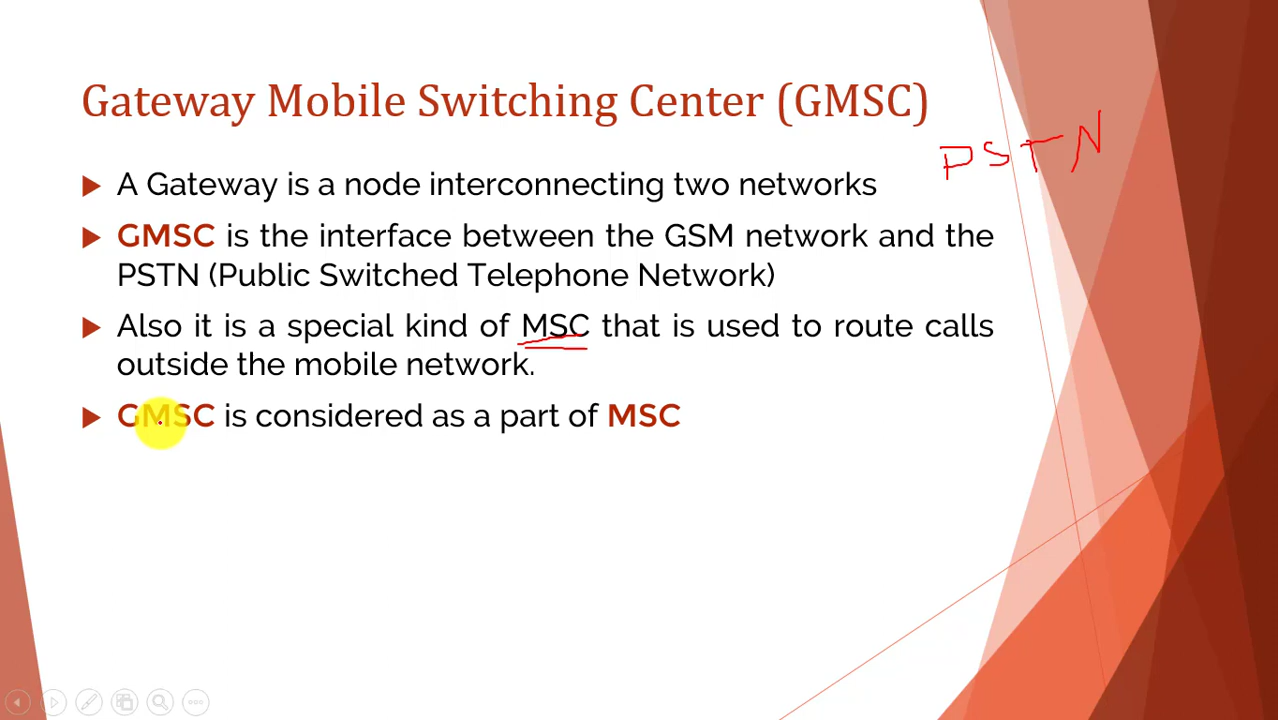 Gateway Mobile Switching Center (GMSC)
PSTN
A Gateway is a node interconnecting two networks
GMSC is the interface between the GSM network and the
PSTN (Public Switched Telephone Network)
Also it is a special kind of MSC that is used to route calls
outside the mobile network.
GMSC is considered as a part of MSC